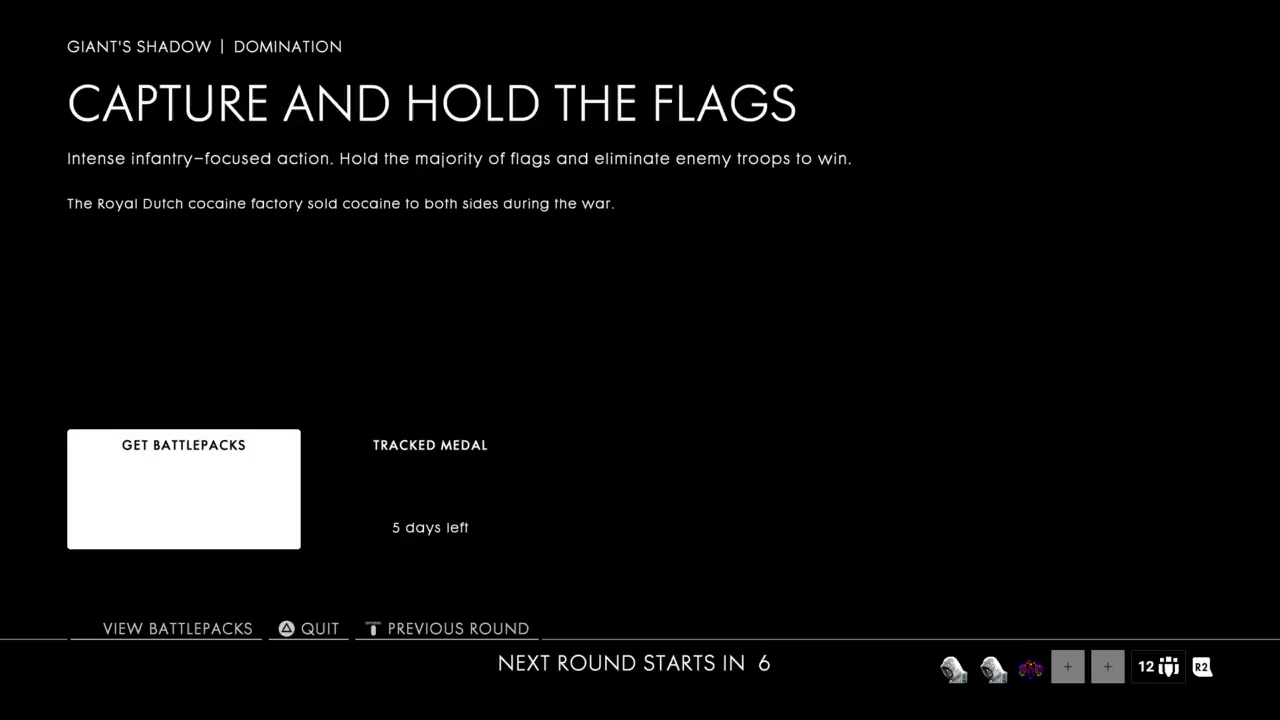 GIANT'S SHADOW | DOMINATION
CAPTURE AND HOLD THE FLAGS
Intense infantry-focused action. Hold the majority of flags and eliminate enemy troops to win.
The Royal Dutch cocaine factory sold cocaine to both sides during the war.
GET BATTLEPACKS
TRACKED MEDAL
5 days left
VIEW BATTLEPACKS QUIT OPTIONS PREVIOUS ROUND
NEXT ROUND STARTS IN 6
+ + 12 R2